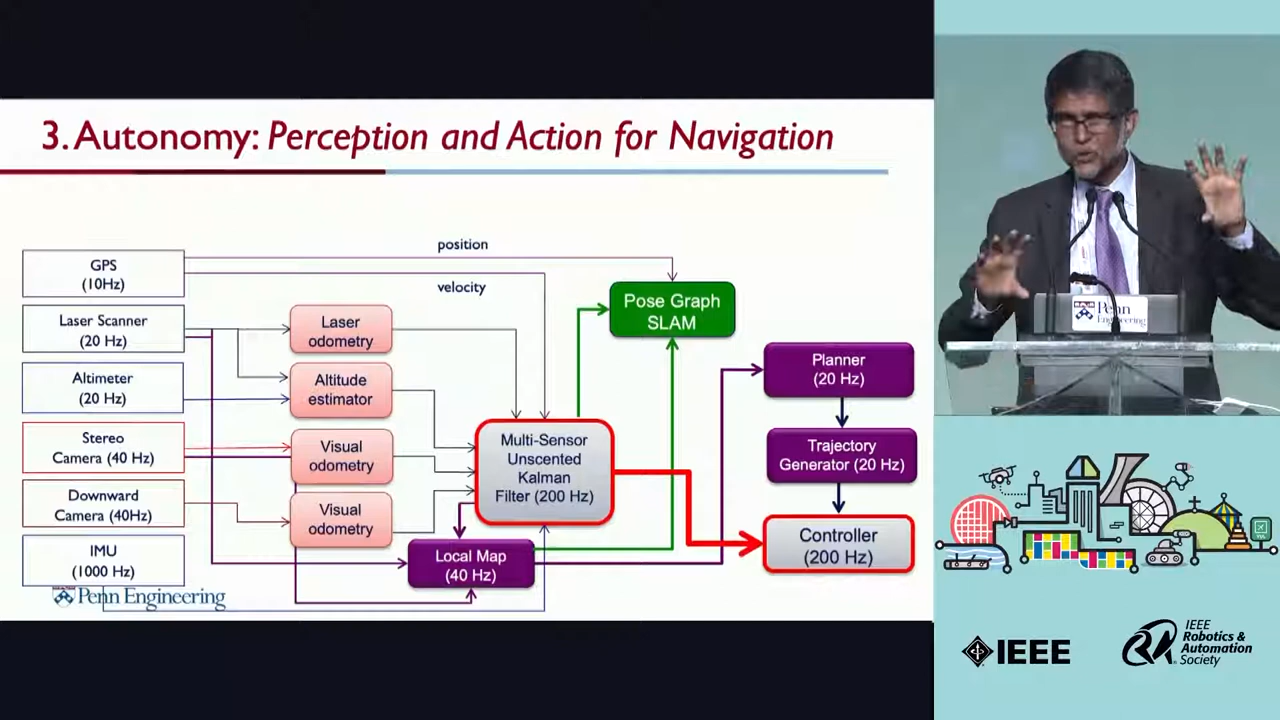 3. Autonomy: Perception and Action for Navigation
GPS
(10Hz)
position
velocity
Laser Scanner
(20 Hz)
Altimeter
(20 Hz)
Stereo
Camera (40 Hz)
Downward
Camera (40Hz)
IMU
(1000 Hz)
Laser
odometry
Altitude
estimator
Visual
odometry
Visual
odometry
Multi-Sensor
Unscented
Kalman
Filter (200 Hz)
Local Map
(40 Hz)
Pose Graph
SLAM
Planner
(20 Hz)
Trajectory
Generator (20 Hz)
Controller
(200 Hz)
Penn Engineering
Penn
Engineering
IEEE
IEEE
Robotics &
Automation
Society